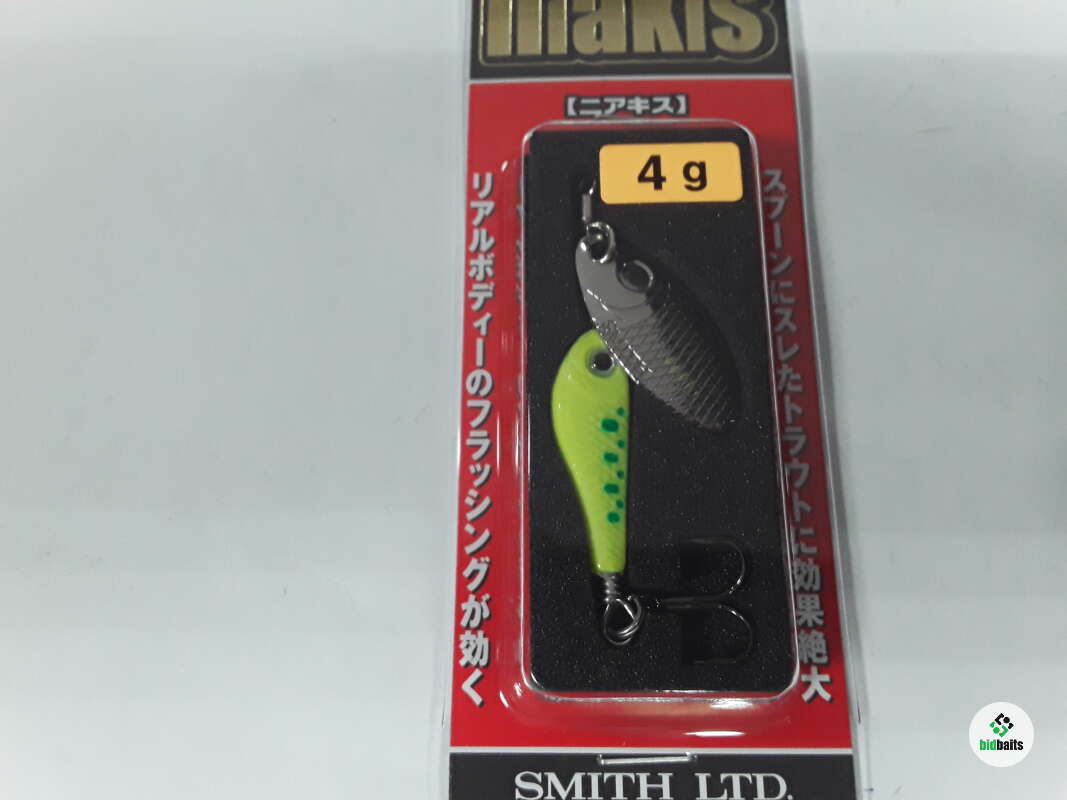 niakis
【ニアキス】
4 g
リアルボディーのフラッシングが効く
スプーンにスレたトラウトに効果絶大
SMITH LTD.
bidbaits